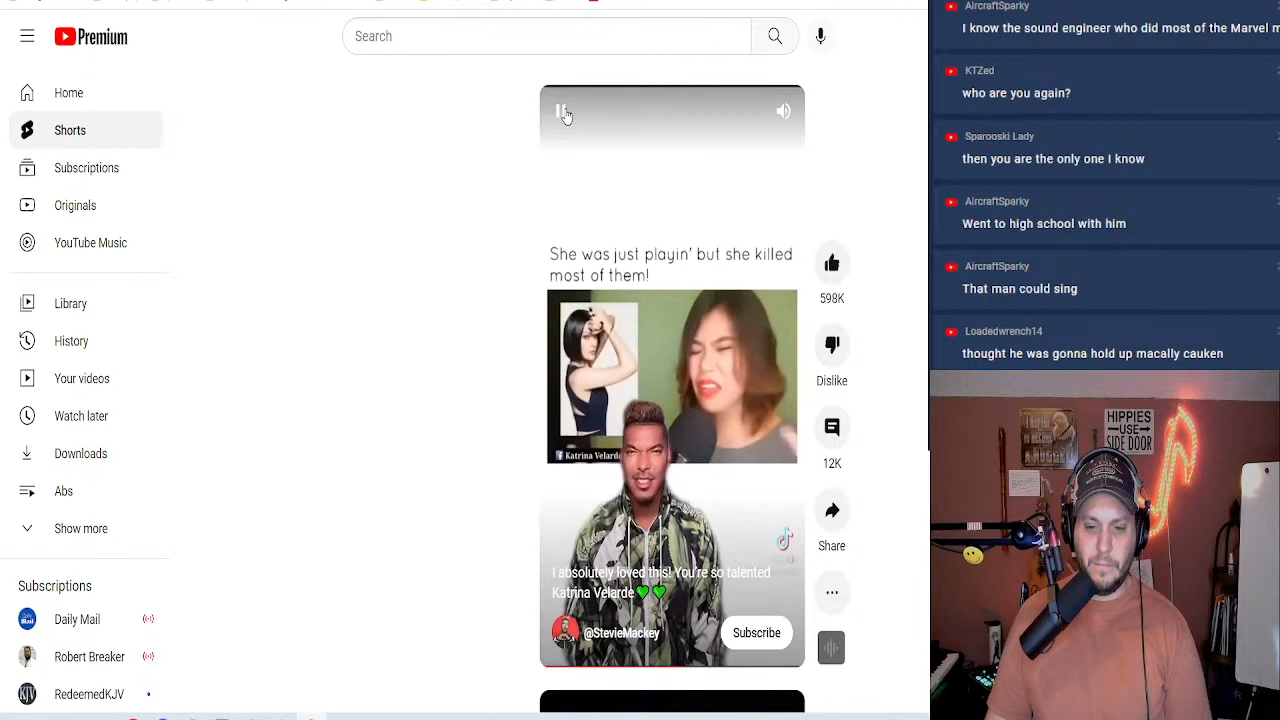 Premium
Search
Home
Shorts
Subscriptions
Originals
YouTube Music
Library
History
Your videos
Watch later
Downloads
Abs
Show more
Subscriptions
Daily Mail
Robert Breaker
RedeemedKJV
She was just playin' but she killed
most of them!
Katrina Velarde
I absolutely loved this! You're so talented
Katrina Velarde
@StevieMackey
Subscribe
598K
Dislike
12K
Share
AircraftSparky
I know the sound engineer who did most of the Marvel m
KTZed
who are you again?
Sparooski Lady
then you are the only one I know
AircraftSparky
Went to high school with him
AircraftSparky
That man could sing
Loadedwrench14
thought he was gonna hold up macally cauken
HIPPIES
USE
SIDE DOOR